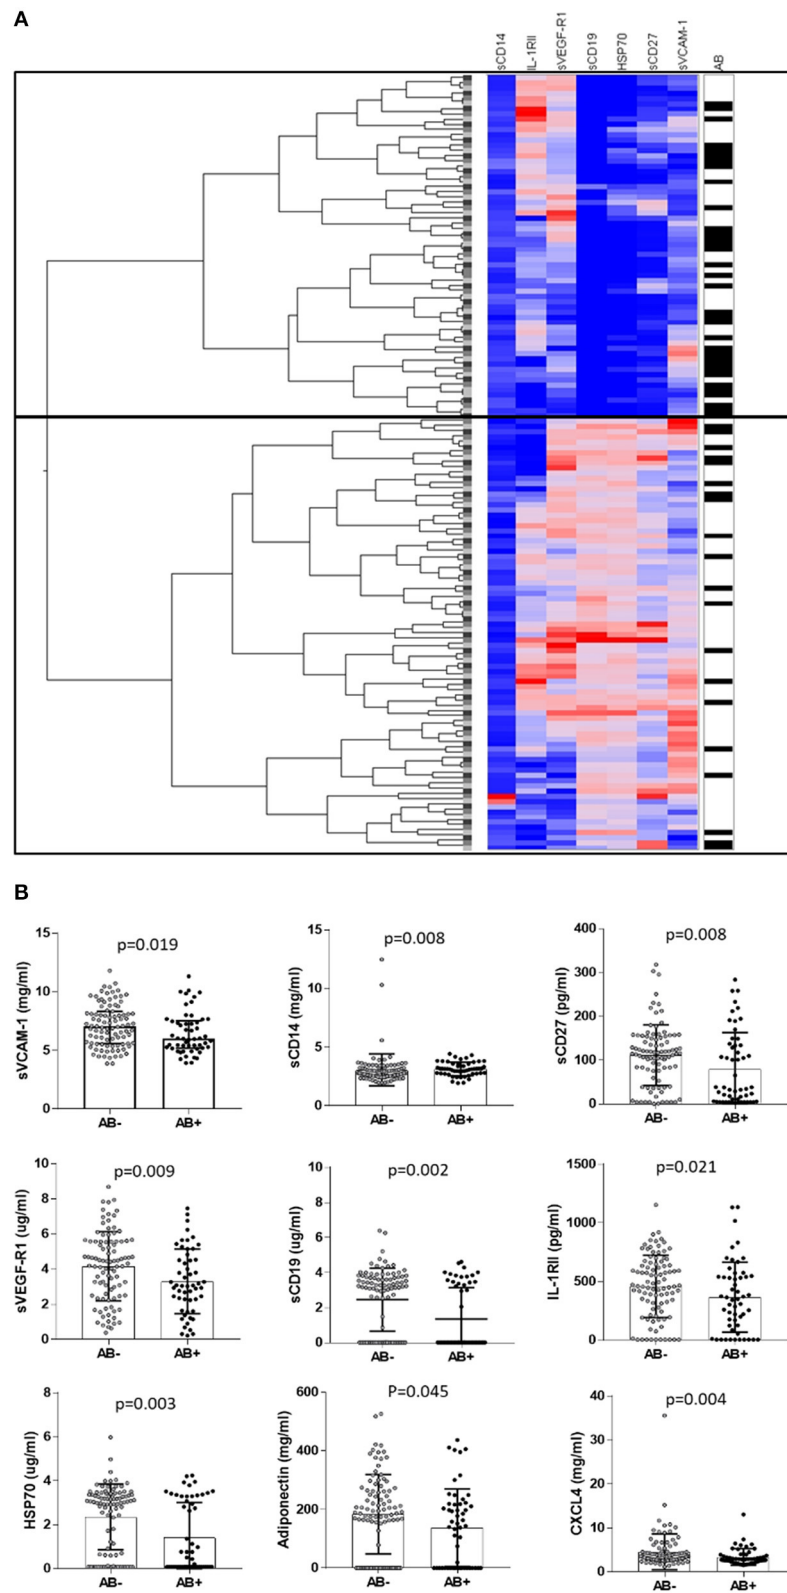 A
sCD14 IL-1RII sVEGF-R1 sCD19 HSP70 sCD27 sVCAM-1 AB
B
p=0.019
sVCAM-1 (mg/ml)
15
10
5
0
AB- AB+
p=0.008
sCD14 (mg/ml)
15
10
5
0
AB- AB+
p=0.008
sCD27 (pg/ml)
400
300
200
100
0
AB- AB+
p=0.009
sVEGF-R1 (ug/ml)
10
8
6
4
2
0
AB- AB+
p=0.002
sCD19 (ug/ml)
10
8
6
4
2
0
AB- AB+
p=0.021
IL-1RII (pg/ml)
1500
1000
500
0
AB- AB+
p=0.003
HSP70 (ug/ml)
8
6
4
2
0
AB- AB+
P=0.045
Adiponectin (mg/ml)
600
400
200
0
AB- AB+
p=0.004
CXCL4 (mg/ml)
40
30
20
10
0
AB- AB+